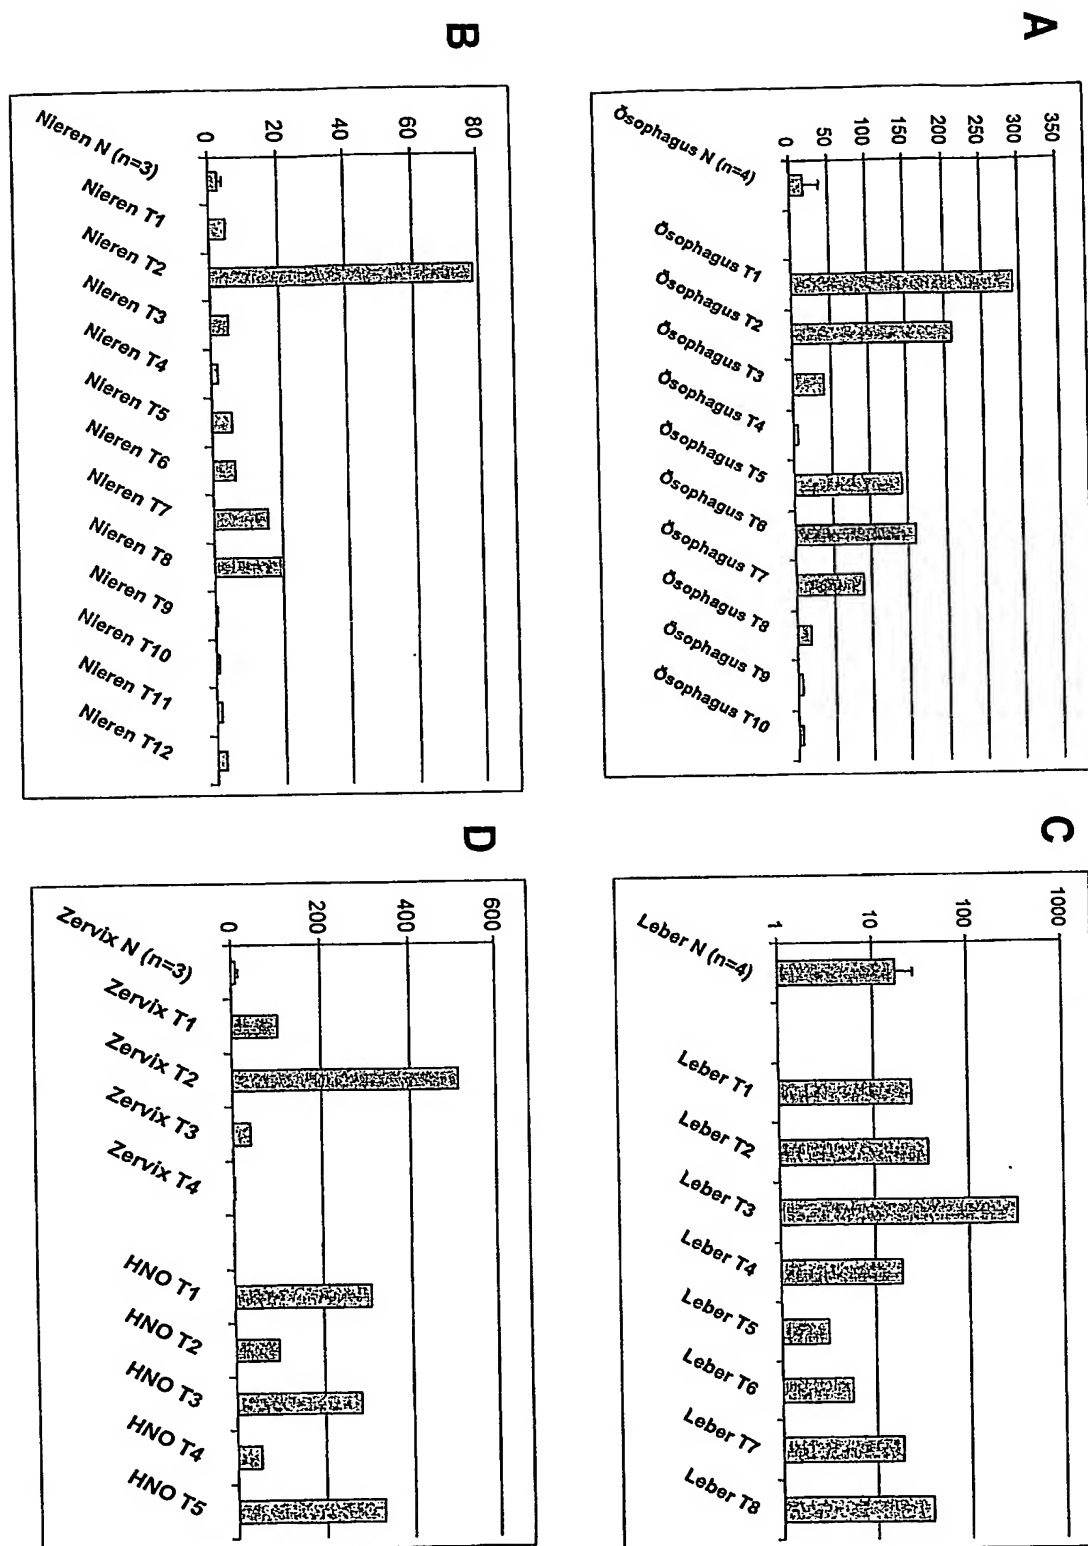 A
350
300
250
200
150
100
50
0
Ösophagus N (n=4)
Ösophagus T1
Ösophagus T2
Ösophagus T3
Ösophagus T4
Ösophagus T5
Ösophagus T6
Ösophagus T7
Ösophagus T8
Ösophagus T9
Ösophagus T10
B
80
60
40
20
0
Nieren N (n=3)
Nieren T1
Nieren T2
Nieren T3
Nieren T4
Nieren T5
Nieren T6
Nieren T7
Nieren T8
Nieren T9
Nieren T10
Nieren T11
Nieren T12
C
1000
100
10
1
Leber N (n=4)
Leber T1
Leber T2
Leber T3
Leber T4
Leber T5
Leber T6
Leber T7
Leber T8
D
600
400
200
0
Zervix N (n=3)
Zervix T1
Zervix T2
Zervix T3
Zervix T4
HNO T1
HNO T2
HNO T3
HNO T4
HNO T5